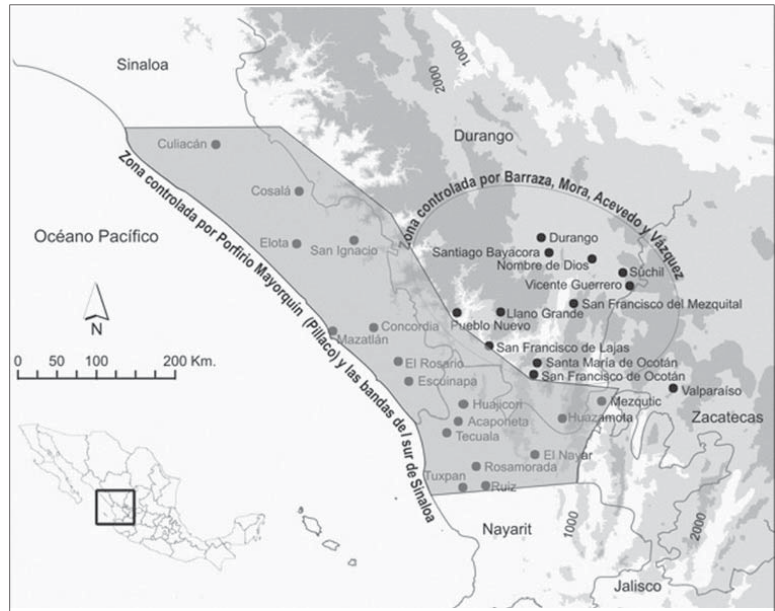 Sinaloa
1000
2000
Durango
Culiacán
Zona controlada por Barraza, Mora, Acevedo y Vázquez
Zona controlada por Porfirio Mayorquín (Pillaco) y las bandas de l sur de Sinaloa
Cosalá
Océano Pacífico
Elota
San Ignacio
Durango
Santiago Bayácora
Nombre de Dios
Súchil
Vicente Guerrero
San Francisco del Mezquital
Llano Grande
Pueblo Nuevo
N
Concordia
Mazatlán
San Francisco de Lajas
0 50 100 200 Km.
El Rosario
Santa María de Ocotán
San Francisco de Ocotán
Escuinapa
Valparaíso
Mezqutic
Huajicori
Zacatecas
Acaponeta
Huazamota
Tecuala
El Nayar
Rosamorada
Tuxpan
Ruiz
Nayarit
1000
2000
Jalisco